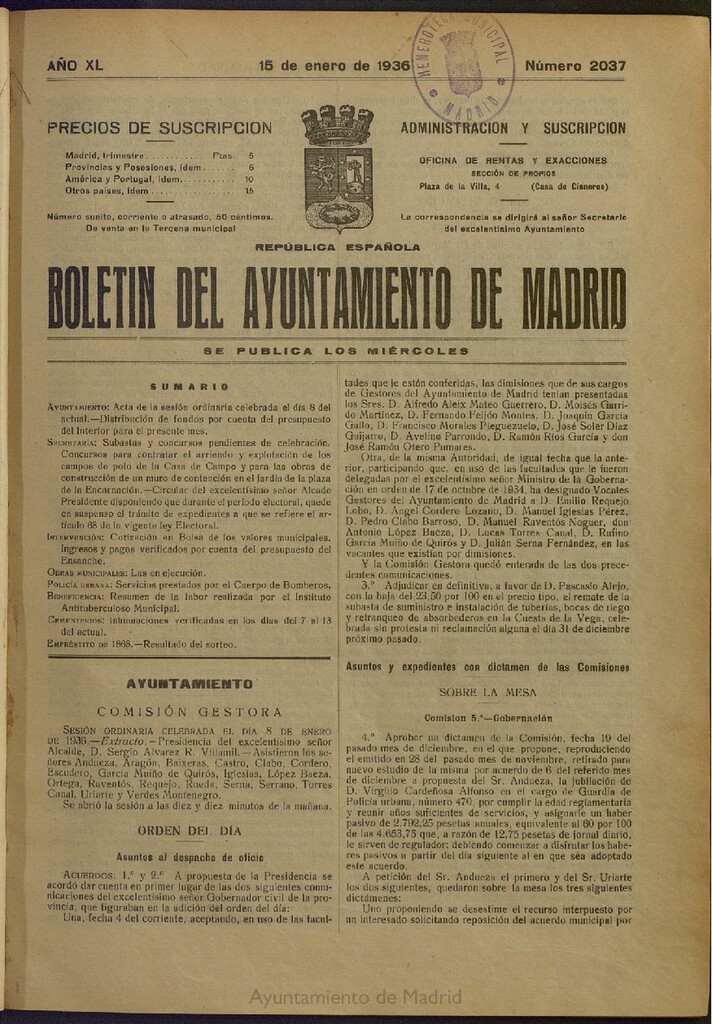 AÑO XL
15 de enero de 1936
Número 2037
HEMEROTECA MUNICIPAL
MADRID
PRECIOS DE SUSCRIPCION
Madrid, trimestre........... Ptas. 5
Provincias y Posesiones, ídem....... 6
América y Portugal, ídem............ 10
Otros países, ídem ................. 15
Número suelto, corriente o atrasado, 50 céntimos.
De venta en la Tercena municipal
ADMINISTRACION Y SUSCRIPCION
OFICINA DE RENTAS Y EXACCIONES
SECCIÓN DE PROPIOS
Plaza de la Villa, 4 (Casa de Cisneros)
La correspondencia se dirigirá al señor Secretario
del excelentísimo Ayuntamiento
REPÚBLICA ESPAÑOLA
BOLETIN DEL AYUNTAMIENTO DE MADRID
SE PUBLICA LOS MIÉRCOLES
SUMARIO
AYUNTAMIENTO: Acta de la sesión ordinaria celebrada el día 8 del
actual.—Distribución de fondos por cuenta del presupuesto
del Interior para el presente mes.
SECRETARÍA: Subastas y concursos pendientes de celebración.
Concursos para contratar el arriendo y explotación de los
campos de polo de la Casa de Campo y para las obras de
construcción de un muro de contención en el jardín de la plaza
de la Encarnación.—Circular del excelentísimo señor Alcalde
Presidente disponiendo que durante el período electoral, quede
en suspenso el trámite de expedientes a que se refiere el ar-
tículo 68 de la vigente ley Electoral.
INTERVENCIÓN: Cotización en Bolsa de los valores municipales.
Ingresos y pagos verificados por cuenta del presupuesto del
Ensanche.
OBRAS MUNICIPALES: Las en ejecución.
POLICÍA URBANA: Servicios prestados por el Cuerpo de Bomberos.
BENEFICENCIA: Resumen de la labor realizada por el Instituto
Antituberculoso Municipal.
CEMENTERIOS: Inhumaciones verificadas en los días del 7 al 13
del actual.
EMPRÉSTITO DE 1868.—Resultado del sorteo.
AYUNTAMIENTO
COMISIÓN GESTORA
SESIÓN ORDINARIA CELEBRADA EL DÍA 8 DE ENERO
DE 1936.—Extracto.—Presidencia del excelentísimo señor
Alcalde, D. Sergio Alvarez R. Villamil.—Asistieron los se-
ñores Andueza, Aragón, Baixeras, Castro, Clabo, Cordero,
Escudero, García Muiño de Quirós, Iglesias, López Baeza,
Ortega, Raventós, Requejo, Rueda, Serna, Serrano, Torres
Canal, Uriarte y Verdes Montenegro.
Se abrió la sesión a las diez y diez minutos de la mañana.
ORDEN DEL DÍA
Asuntos al despacho de oficio
ACUERDOS: 1.º y 2.º A propuesta de la Presidencia se
acordó dar cuenta en primer lugar de las dos siguientes comu-
nicaciones del excelentísimo señor Gobernador civil de la pro-
vincia, que figuraban en la adición del orden del día:
Una, fecha 4 del corriente, aceptando, en uso de las facul-
tades que le están conferidas, las dimisiones que de sus cargos
de Gestores del Ayuntamiento de Madrid tenían presentadas
los Sres. D. Alfredo Aleix Mateo Guerrero, D. Moisés Garri-
do Martínez, D. Fernando Feijóo Montes, D. Joaquín García
Gallo, D. Francisco Morales Pleguezuelo, D. José Soler Díaz
Guijarro, D. Avelino Parrondo, D. Ramón Ríos García y don
José Ramón Otero Pumares.
Otra, de la misma Autoridad, de igual fecha que la ante-
rior, participando que, en uso de las facultades que le fueron
delegadas por el excelentísimo señor Ministro de la Goberna-
ción en orden de 17 de octubre de 1934, ha designado Vocales
Gestores del Ayuntamiento de Madrid a D. Emilio Requejo
Lobo, D. Angel Cordero Lozano, D. Manuel Iglesias Pérez,
D. Pedro Clabo Barroso, D. Manuel Raventós Noguer, don
Antonio López Baeza, D. Lucas Torres Canal, D. Rufino
García Muiño de Quirós y D. Julián Serna Fernández, en las
vacantes que existían por dimisiones.
Y la Comisión Gestora quedó enterada de las dos prece-
dentes comunicaciones.
3.º Adjudicar en definitiva, a favor de D. Pascasio Alejo,
con la baja del 23,50 por 100 en el precio tipo, el remate de la
subasta de suministro e instalación de tuberías, bocas de riego
y retranqueo de absorbederos en la Cuesta de la Vega, cele-
brada sin protesta ni reclamación alguna el día 31 de diciembre
próximo pasado.
Asuntos y expedientes con dictamen de las Comisiones
SOBRE LA MESA
Comisión 5.ª—Gobernación
4.º Aprobar un dictamen de la Comisión, fecha 19 del
pasado mes de diciembre, en el que propone, reproduciendo
el emitido en 28 del pasado mes de noviembre, retirado para
nuevo estudio de la misma por acuerdo de 6 del referido mes
de diciembre a propuesta del Sr. Andueza, la jubilación de
D. Virgilio Cardeñosa Alfonso en el cargo de Guardia de
Policía urbana, número 470, por cumplir la edad reglamentaria
y reunir años suficientes de servicios, y asignarle un haber
pasivo de 2.792,25 pesetas anuales, equivalente al 60 por 100
de las 4.653,75 que, a razón de 12,75 pesetas de jornal diario,
le sirven de regulador; debiendo comenzar a disfrutar los habe-
res pasivos a partir del día siguiente al en que sea adoptado
este acuerdo.
A petición del Sr. Andueza el primero y del Sr. Uriarte
los dos siguientes, quedaron sobre la mesa los tres siguientes
dictámenes:
Uno proponiendo se desestime el recurso interpuesto por
un interesado solicitando reposición del acuerdo municipal por
Ayuntamiento de Madrid